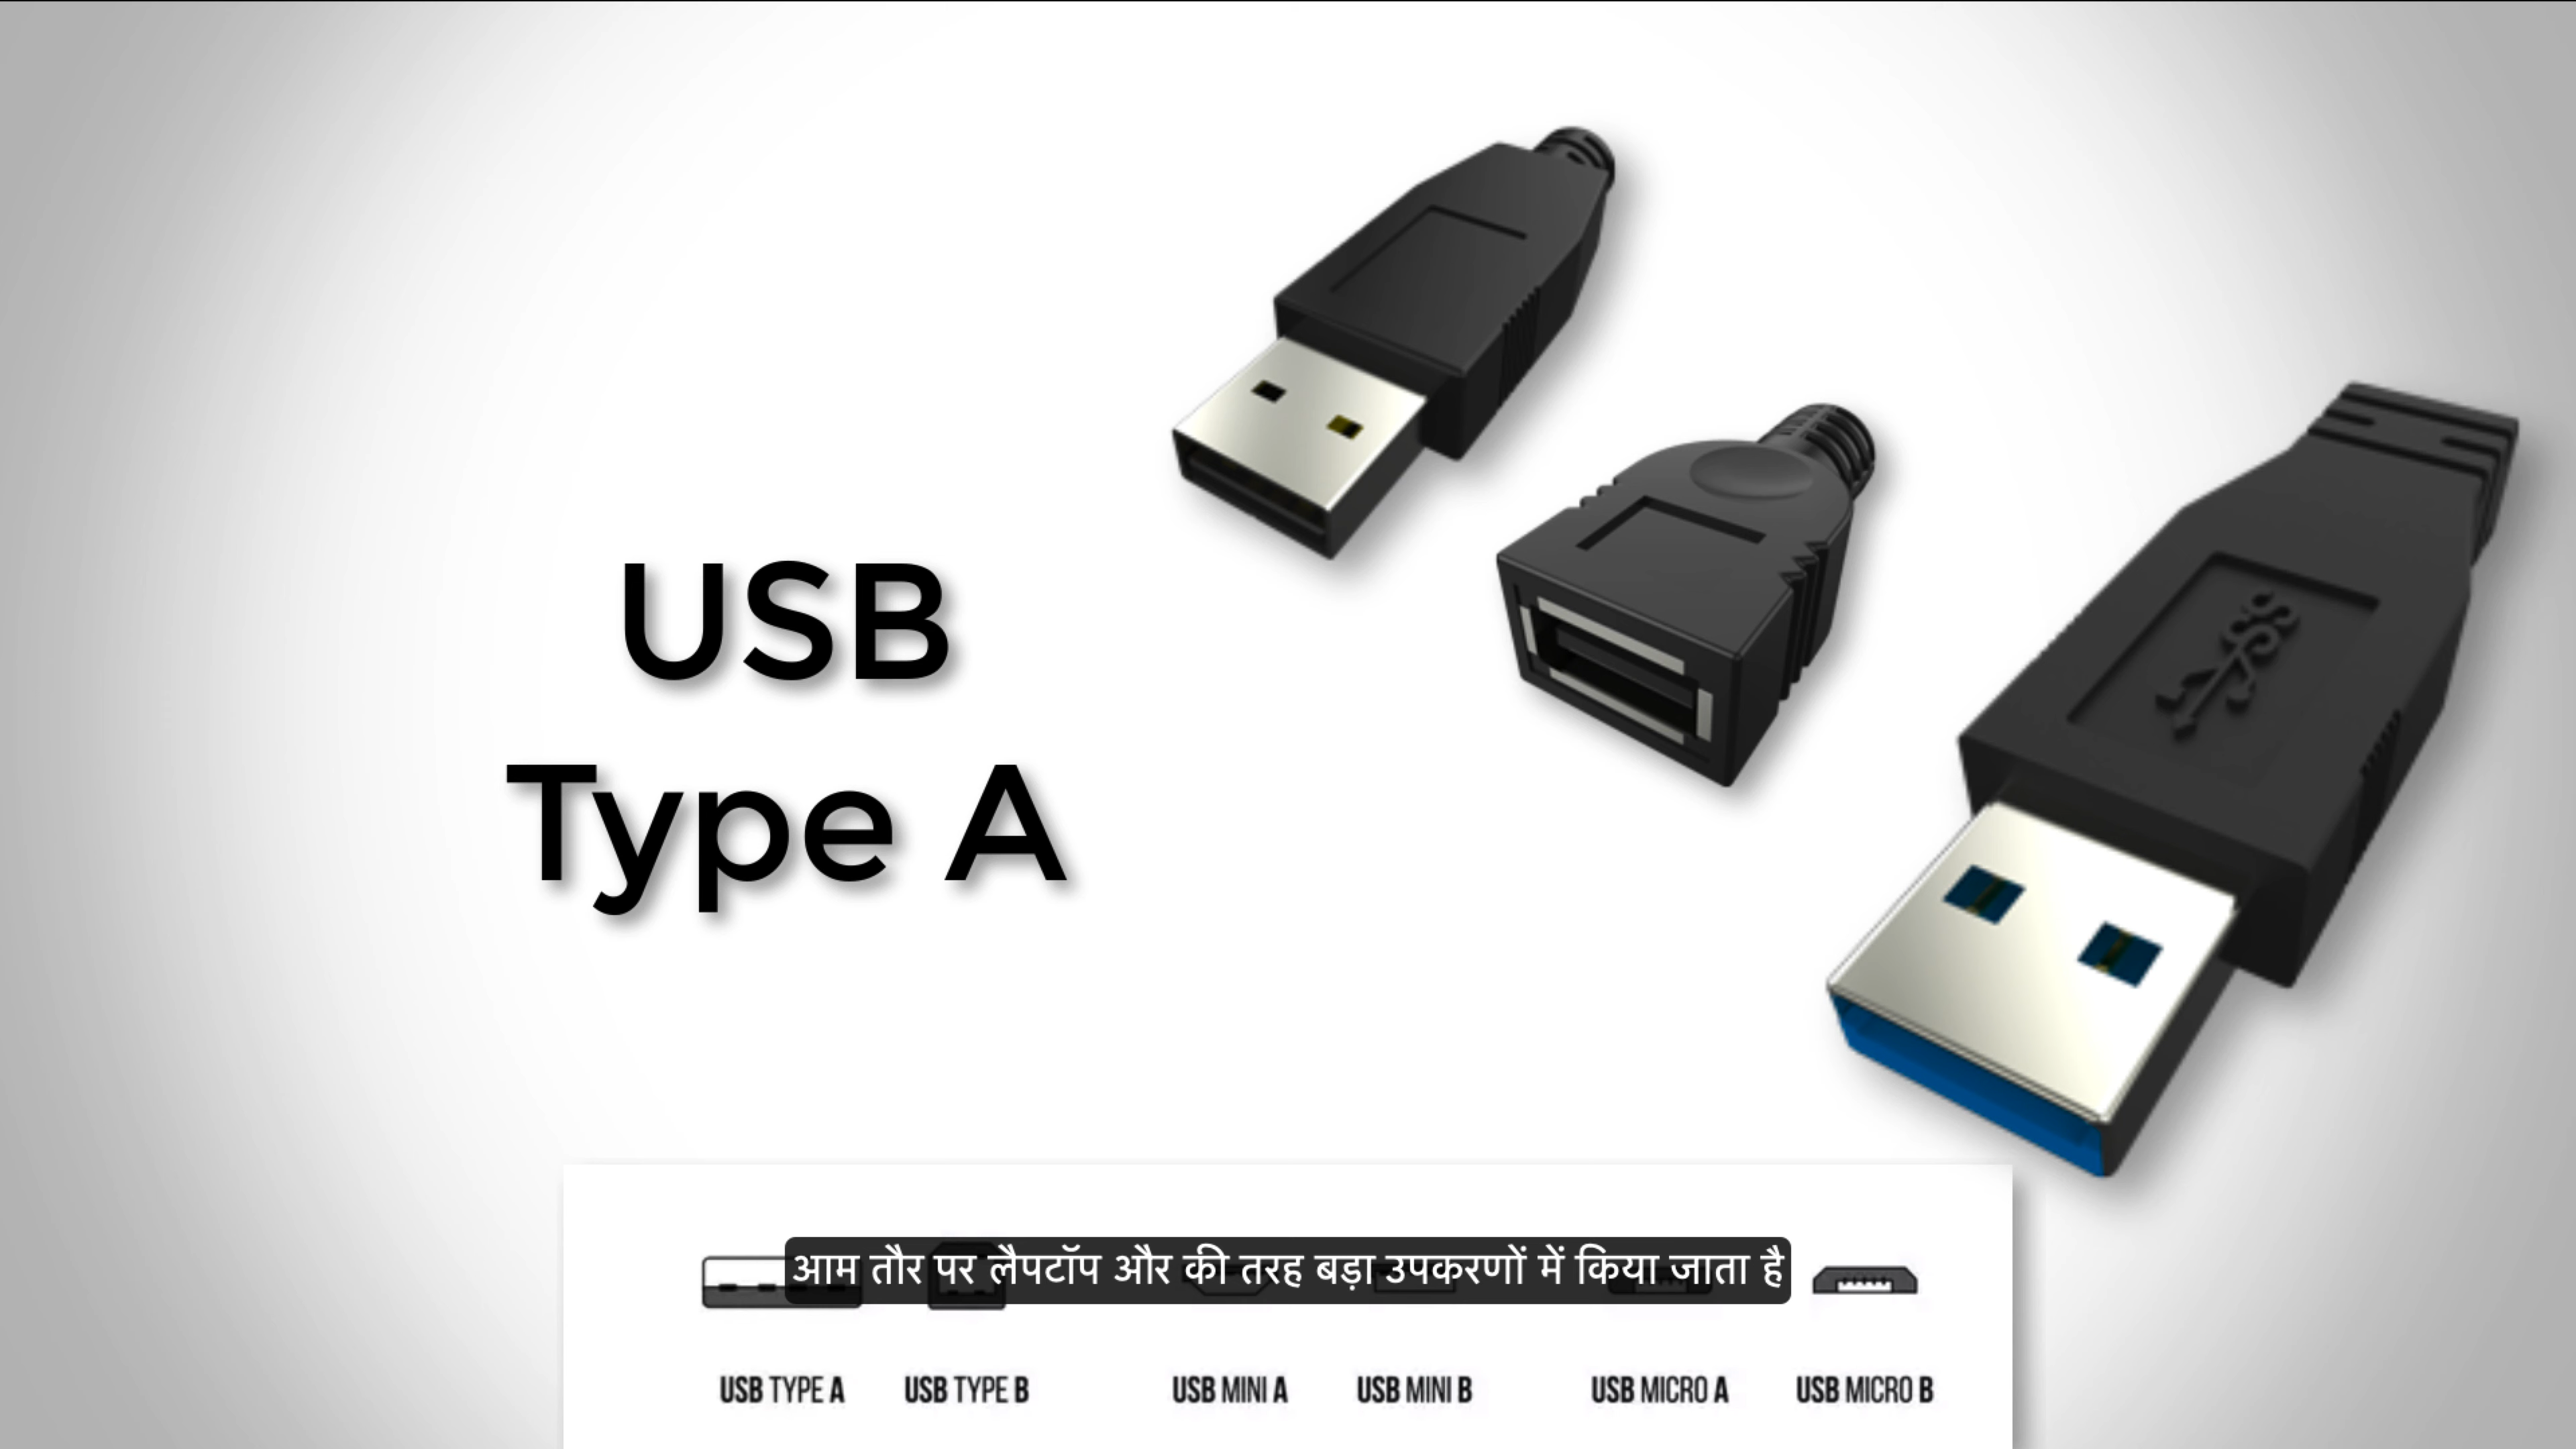 USB
Type A
आम तौर पर लैपटॉप और की तरह बड़ा उपकरणों में किया जाता है
USB TYPE A USB TYPE B USB MINI A USB MINI B USB MICRO A USB MICRO B